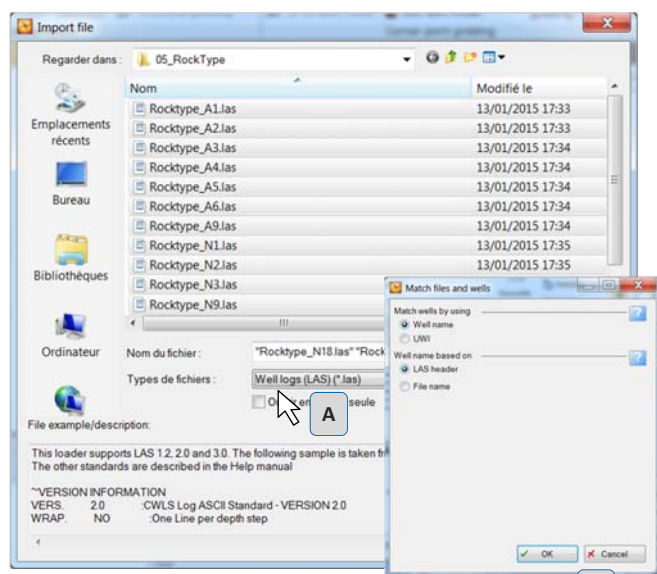 Import file
Regarder dans : 05_RockType
Nom Modifié le
Rocktype_A1.las 13/01/2015 17:33
Rocktype_A2.las 13/01/2015 17:33
Rocktype_A3.las 13/01/2015 17:34
Rocktype_A4.las 13/01/2015 17:34
Rocktype_A5.las 13/01/2015 17:34
Rocktype_A6.las 13/01/2015 17:34
Rocktype_A9.las 13/01/2015 17:34
Rocktype_N1.las 13/01/2015 17:35
Rocktype_N2.las 13/01/2015 17:35
Rocktype_N3.las
Rocktype_N9.las
Emplacements
récents
Bureau
Bibliothèques
Ordinateur
Nom du fichier : "Rocktype_N18.las" "Rock
Types de fichiers : Well logs (LAS) (*.las)
seule
A
File example/description:
This loader supports LAS 1.2, 2.0 and 3.0. The following sample is taken
The other standards are described in the Help manual
~VERSION INFORMATION
VERS. 2.0 :CWLS Log ASCII Standard - VERSION 2.0
WRAP. NO :One Line per depth step
Match files and wells
Match wells by using
Well name
UWI
Well name based on
LAS header
File name
OK Cancel